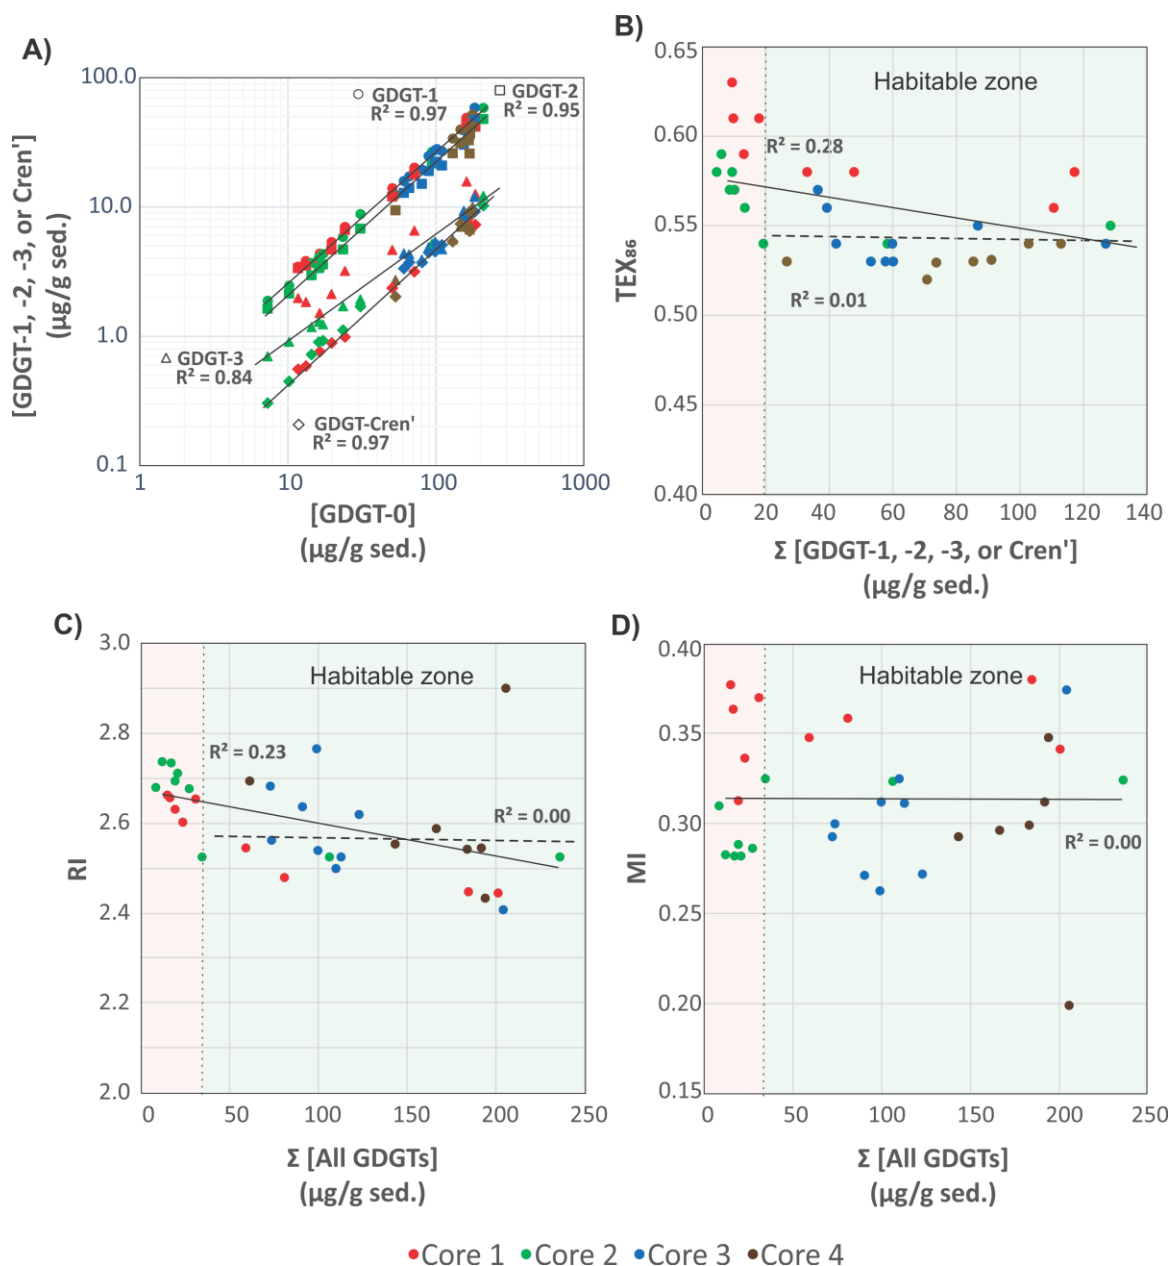 A)
[GDGT-1, -2, -3, or Cren']
(µg/g sed.)
100.0
10.0
1.0
0.1
GDGT-1
R² = 0.97
GDGT-2
R² = 0.95
GDGT-3
R² = 0.84
GDGT-Cren'
R² = 0.97
1 10 100 1000
[GDGT-0]
(µg/g sed.)
B)
TEX₈₆
0.65
0.60
0.55
0.50
0.45
0.40
Habitable zone
R² = 0.28
R² = 0.01
0 20 40 60 80 100 120 140
Σ [GDGT-1, -2, -3, or Cren']
(µg/g sed.)
C)
RI
3.0
2.8
2.6
2.4
2.2
2.0
Habitable zone
R² = 0.23
R² = 0.00
0 50 100 150 200 250
Σ [All GDGTs]
(µg/g sed.)
D)
MI
0.40
0.35
0.30
0.25
0.20
0.15
Habitable zone
R² = 0.00
0 50 100 150 200 250
Σ [All GDGTs]
(µg/g sed.)
Core 1 Core 2 Core 3 Core 4